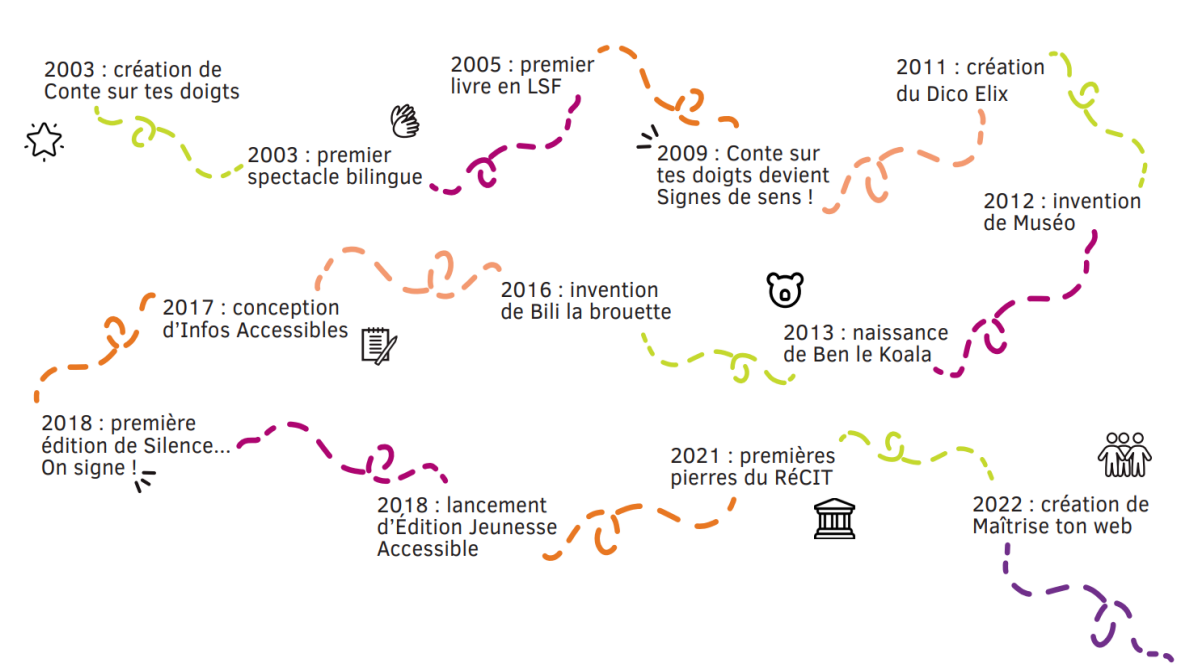 2003 : création de
Conte sur tes doigts
2003 : premier
spectacle bilingue
2005 : premier
livre en LSF
2009 : Conte sur
tes doigts devient
Signes de sens !
2011 : création
du Dico Elix
2012 : invention
de Muséo
2013 : naissance
de Ben le Koala
2016 : invention
de Bili la brouette
2017 : conception
d’Infos Accessibles
2018 : première
édition de Silence...
On signe !
2018 : lancement
d’Édition Jeunesse
Accessible
2021 : premières
pierres du RéCIT
2022 : création de
Maîtrise ton web